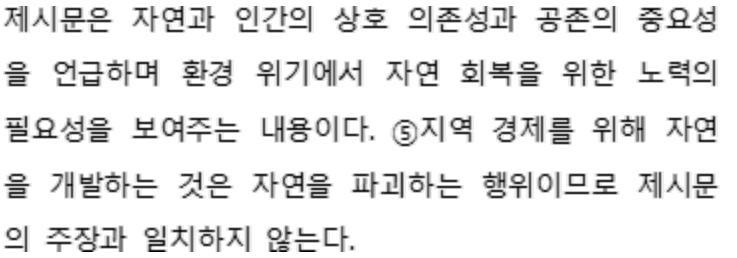 제시문은 자연과 인간의 상호 의존성과 공존의 중요성
을 언급하며 환경 위기에서 자연 회복을 위한 노력의
필요성을 보여주는 내용이다. ⑤지역 경제를 위해 자연
을 개발하는 것은 자연을 파괴하는 행위이므로 제시문
의 주장과 일치하지 않는다.